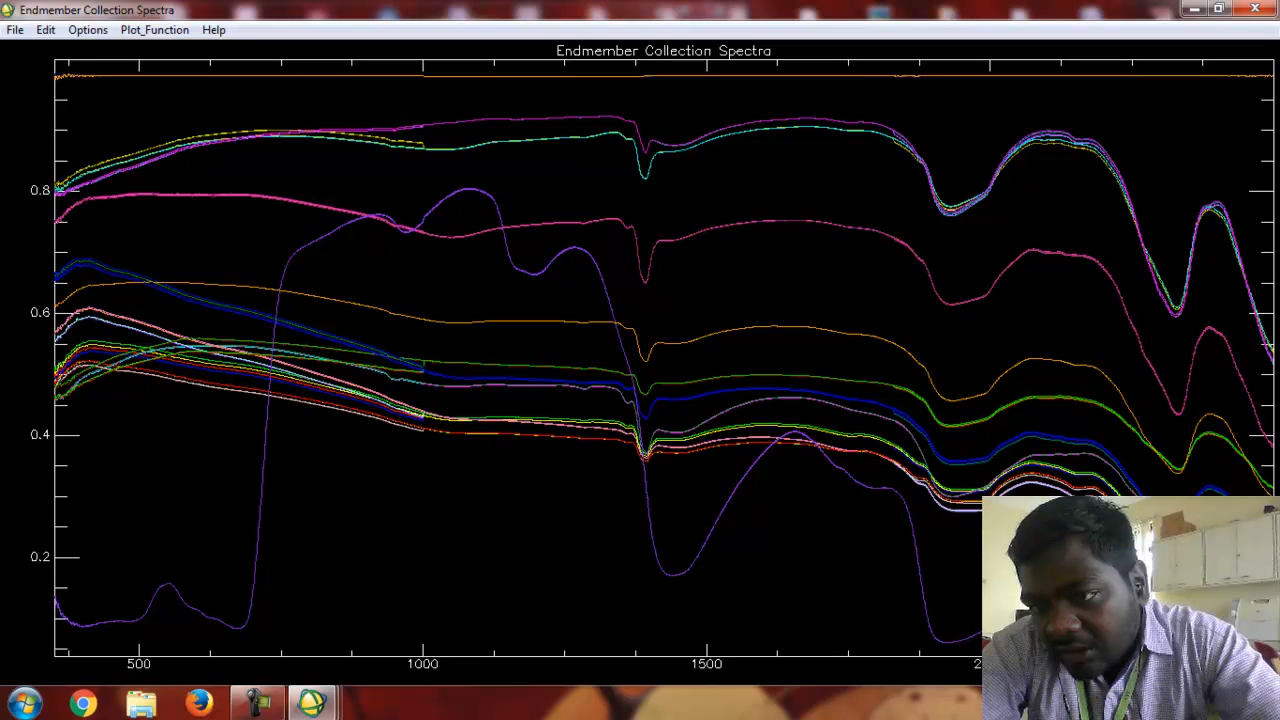 Endmember Collection Spectra
File Edit Options Plot_Function Help
Endmember Collection Spectra
0.8
0.6
0.4
0.2
500 1000 1500